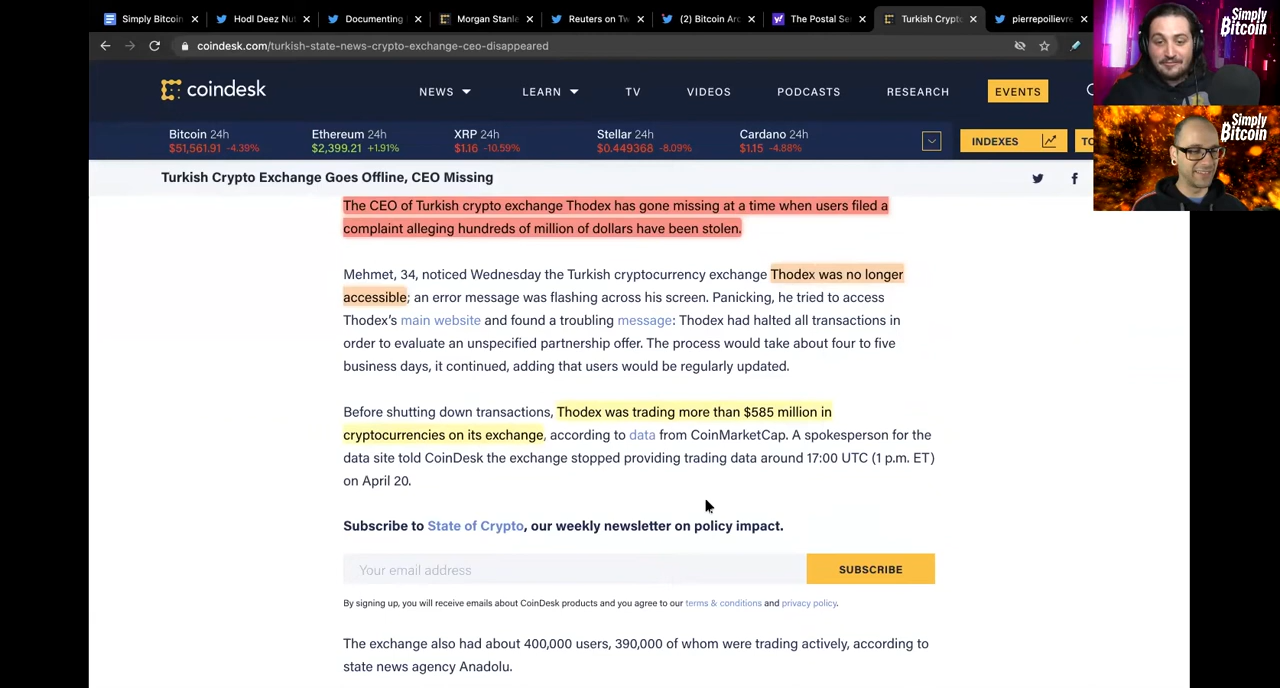 Simply Bitcoin
Hodl Deez Nu
Documenting
Morgan Stanle
Reuters on Tw
(2) Bitcoin Arc
The Postal Se
Turkish Crypto
pierrepoilievre
coindesk.com/turkish-state-news-crypto-exchange-ceo-disappeared
Simply
Bitcoin
Simply
Bitcoin
coindesk
NEWS LEARN TV VIDEOS PODCASTS RESEARCH EVENTS
Bitcoin 24h Ethereum 24h XRP 24h Stellar 24h Cardano 24h
$51,561.91 -4.39% $2,399.21 +1.91% $1.16 -10.59% $0.449368 -8.09% $1.15 -4.88%
INDEXES TO
Turkish Crypto Exchange Goes Offline, CEO Missing
The CEO of Turkish crypto exchange Thodex has gone missing at a time when users filed a
complaint alleging hundreds of million of dollars have been stolen.
Mehmet, 34, noticed Wednesday the Turkish cryptocurrency exchange Thodex was no longer
accessible; an error message was flashing across his screen. Panicking, he tried to access
Thodex's main website and found a troubling message: Thodex had halted all transactions in
order to evaluate an unspecified partnership offer. The process would take about four to five
business days, it continued, adding that users would be regularly updated.
Before shutting down transactions, Thodex was trading more than $585 million in
cryptocurrencies on its exchange, according to data from CoinMarketCap. A spokesperson for the
data site told CoinDesk the exchange stopped providing trading data around 17:00 UTC (1 p.m. ET)
on April 20.
Subscribe to State of Crypto, our weekly newsletter on policy impact.
Your email address SUBSCRIBE
By signing up, you will receive emails about CoinDesk products and you agree to our terms & conditions and privacy policy.
The exchange also had about 400,000 users, 390,000 of whom were trading actively, according to
state news agency Anadolu.